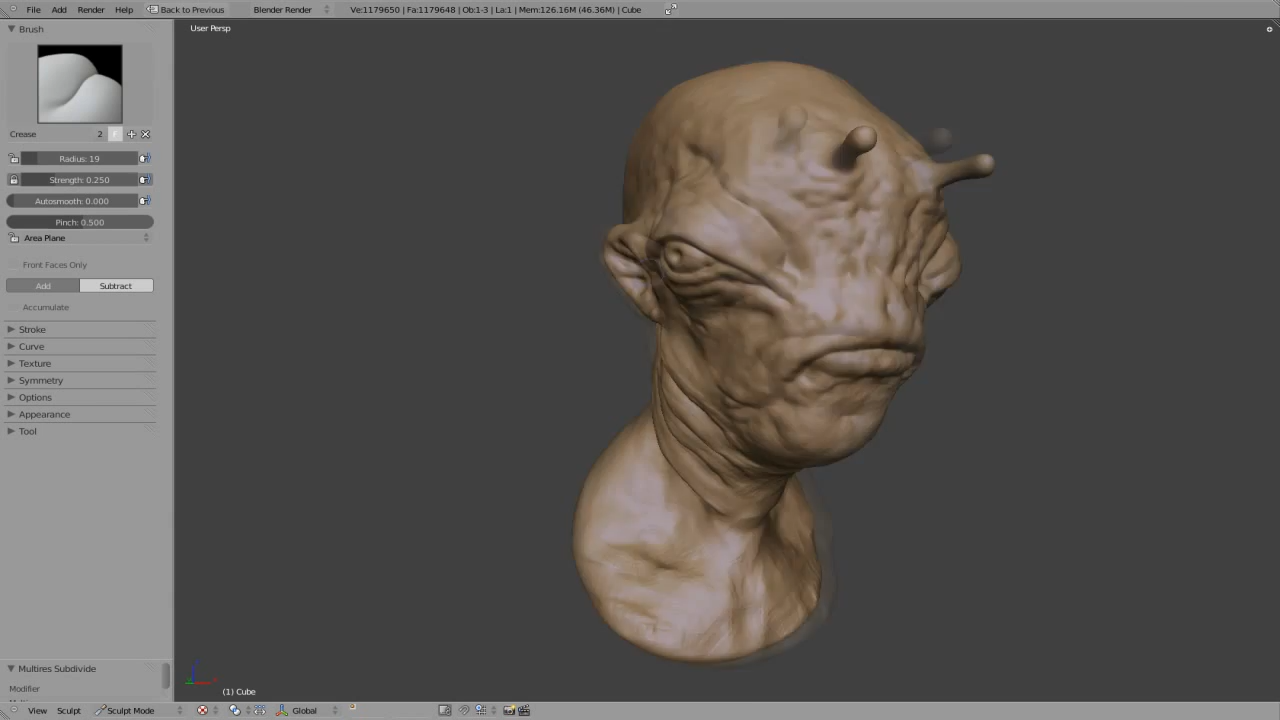 File Add Render Help Back to Previous Blender Render Ve:1179650 | Fa:1179648 | Ob:1-3 | La:1 | Mem:126.16M (46.36M) | Cube
Brush
User Persp
Crease 2 F
Radius: 19
Strength: 0.250
Autosmooth: 0.000
Pinch: 0.500
Area Plane
Front Faces Only
Add Subtract
Accumulate
Stroke
Curve
Texture
Symmetry
Options
Appearance
Tool
Multires Subdivide
Modifier
(1) Cube
View Sculpt Sculpt Mode Global